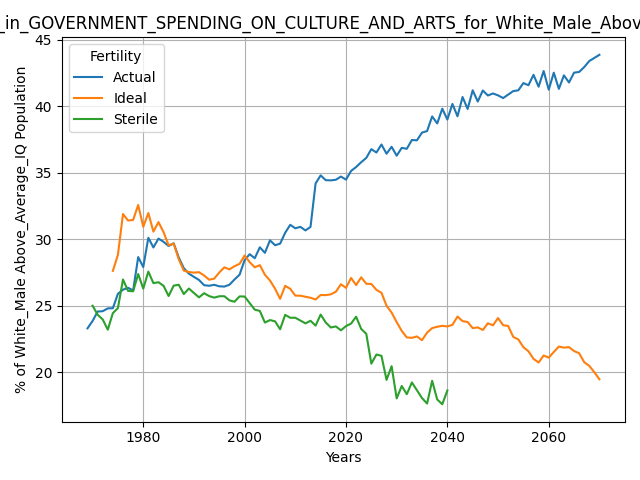 _in_GOVERNMENT_SPENDING_ON_CULTURE_AND_ARTS_for_White_Male_Abov
Fertility
Actual
Ideal
Sterile
% of White_Male Above_Average_IQ Population
45
40
35
30
25
20
1980
2000
2020
2040
2060
Years